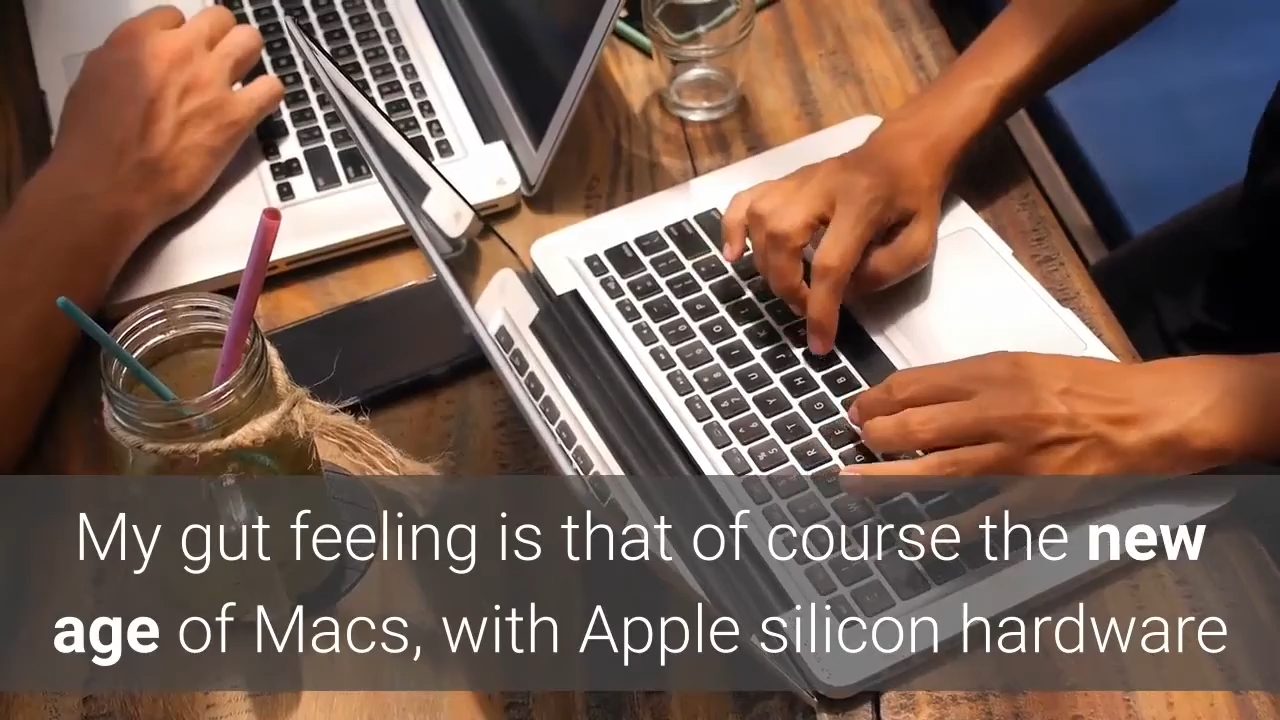 My gut feeling is that of course the new
age of Macs, with Apple silicon hardware